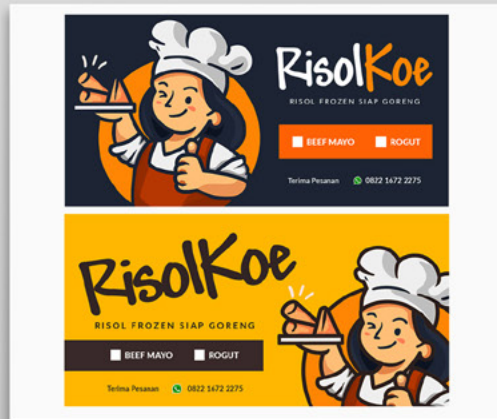 RisolKoe
RISOL FROZEN SIAP GORENG
BEEF MAYO ROGUT
Terima Pesanan 0822 1672 2275
RisolKoe
RISOL FROZEN SIAP GORENG
BEEF MAYO ROGUT
Terima Pesanan 0822 1672 2275